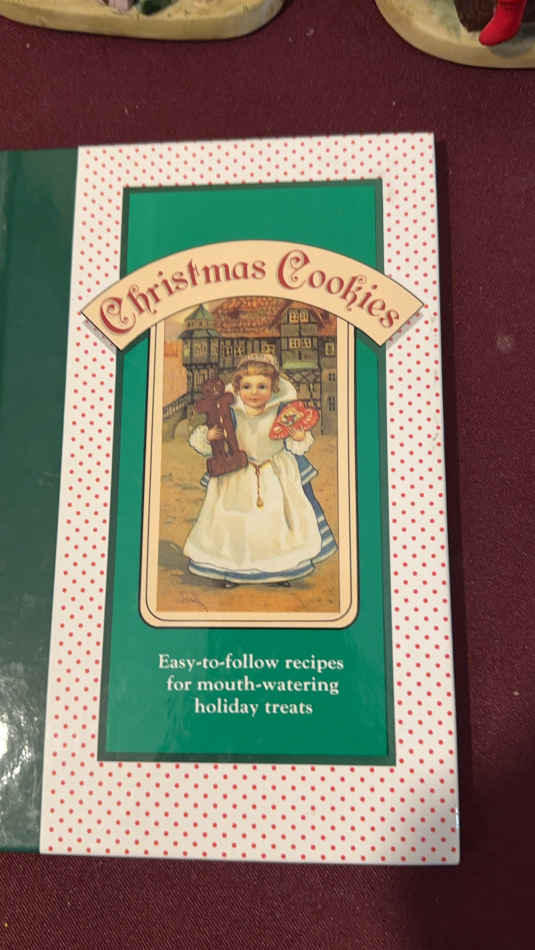 Christmas Cookies
Easy-to-follow recipes
for mouth-watering
holiday treats